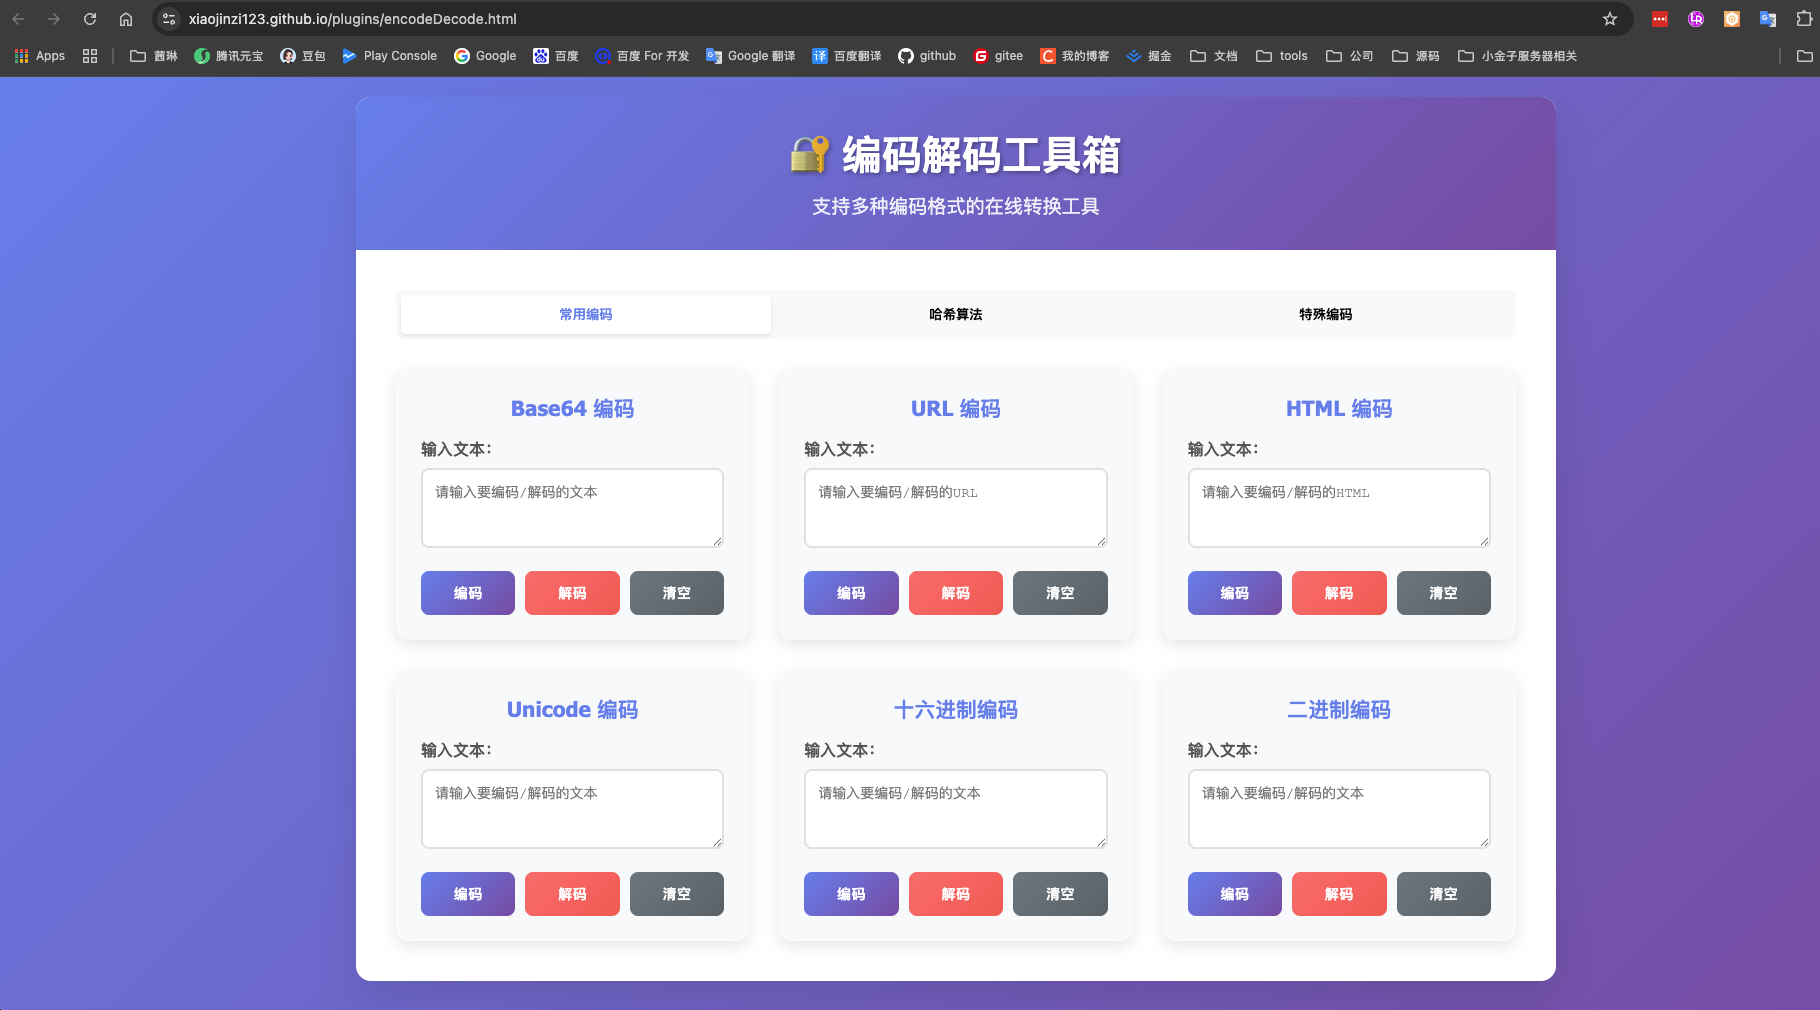 xiaojinzi123.github.io/plugins/encodeDecode.html
Apps 茜琳 腾讯元宝 豆包 Play Console Google 百度 百度 For 开发 Google 翻译 百度翻译 github gitee 我的博客 掘金 文档 tools 公司 源码 小金子服务器相关
编码解码工具箱
支持多种编码格式的在线转换工具
常用编码 哈希算法 特殊编码
Base64 编码
输入文本：
请输入要编码/解码的文本
编码 解码 清空
URL 编码
输入文本：
请输入要编码/解码的URL
编码 解码 清空
HTML 编码
输入文本：
请输入要编码/解码的HTML
编码 解码 清空
Unicode 编码
输入文本：
请输入要编码/解码的文本
编码 解码 清空
十六进制编码
输入文本：
请输入要编码/解码的文本
编码 解码 清空
二进制编码
输入文本：
请输入要编码/解码的文本
编码 解码 清空